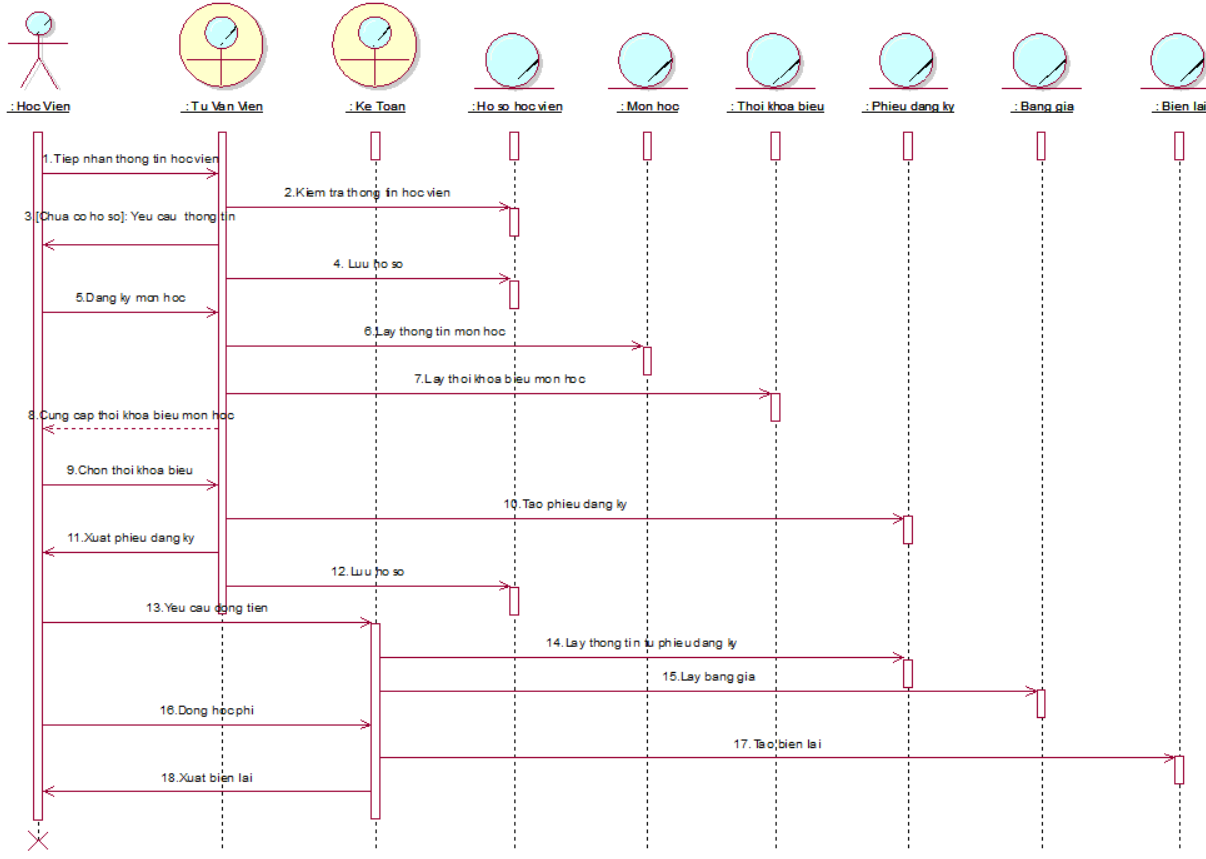 : Hoc Vien
: Tu Van Vien
: Ke Toan
: Ho so hoc vien
: Mon hoc
: Thoi khoa bieu
: Phieu dang ky
: Bang gia
: Bien lai
1.Tiep nhan thong tin hoc vien
2.Kiem tra thong tin hoc vien
3.[Chua co ho so]: Yeu cau thong tin
4. Luu ho so
5.Dang ky mon hoc
6.Lay thong tin mon hoc
7.Lay thoi khoa bieu mon hoc
8.Cung cap thoi khoa bieu mon hoc
9.Chon thoi khoa bieu
10.Tao phieu dang ky
11.Xuat phieu dang ky
12.Luu ho so
13.Yeu cau dong tien
14.Lay thong tin tu phieu dang ky
15.Lay bang gia
16.Dong hoc phi
17.Tao bien lai
18.Xuat bien lai